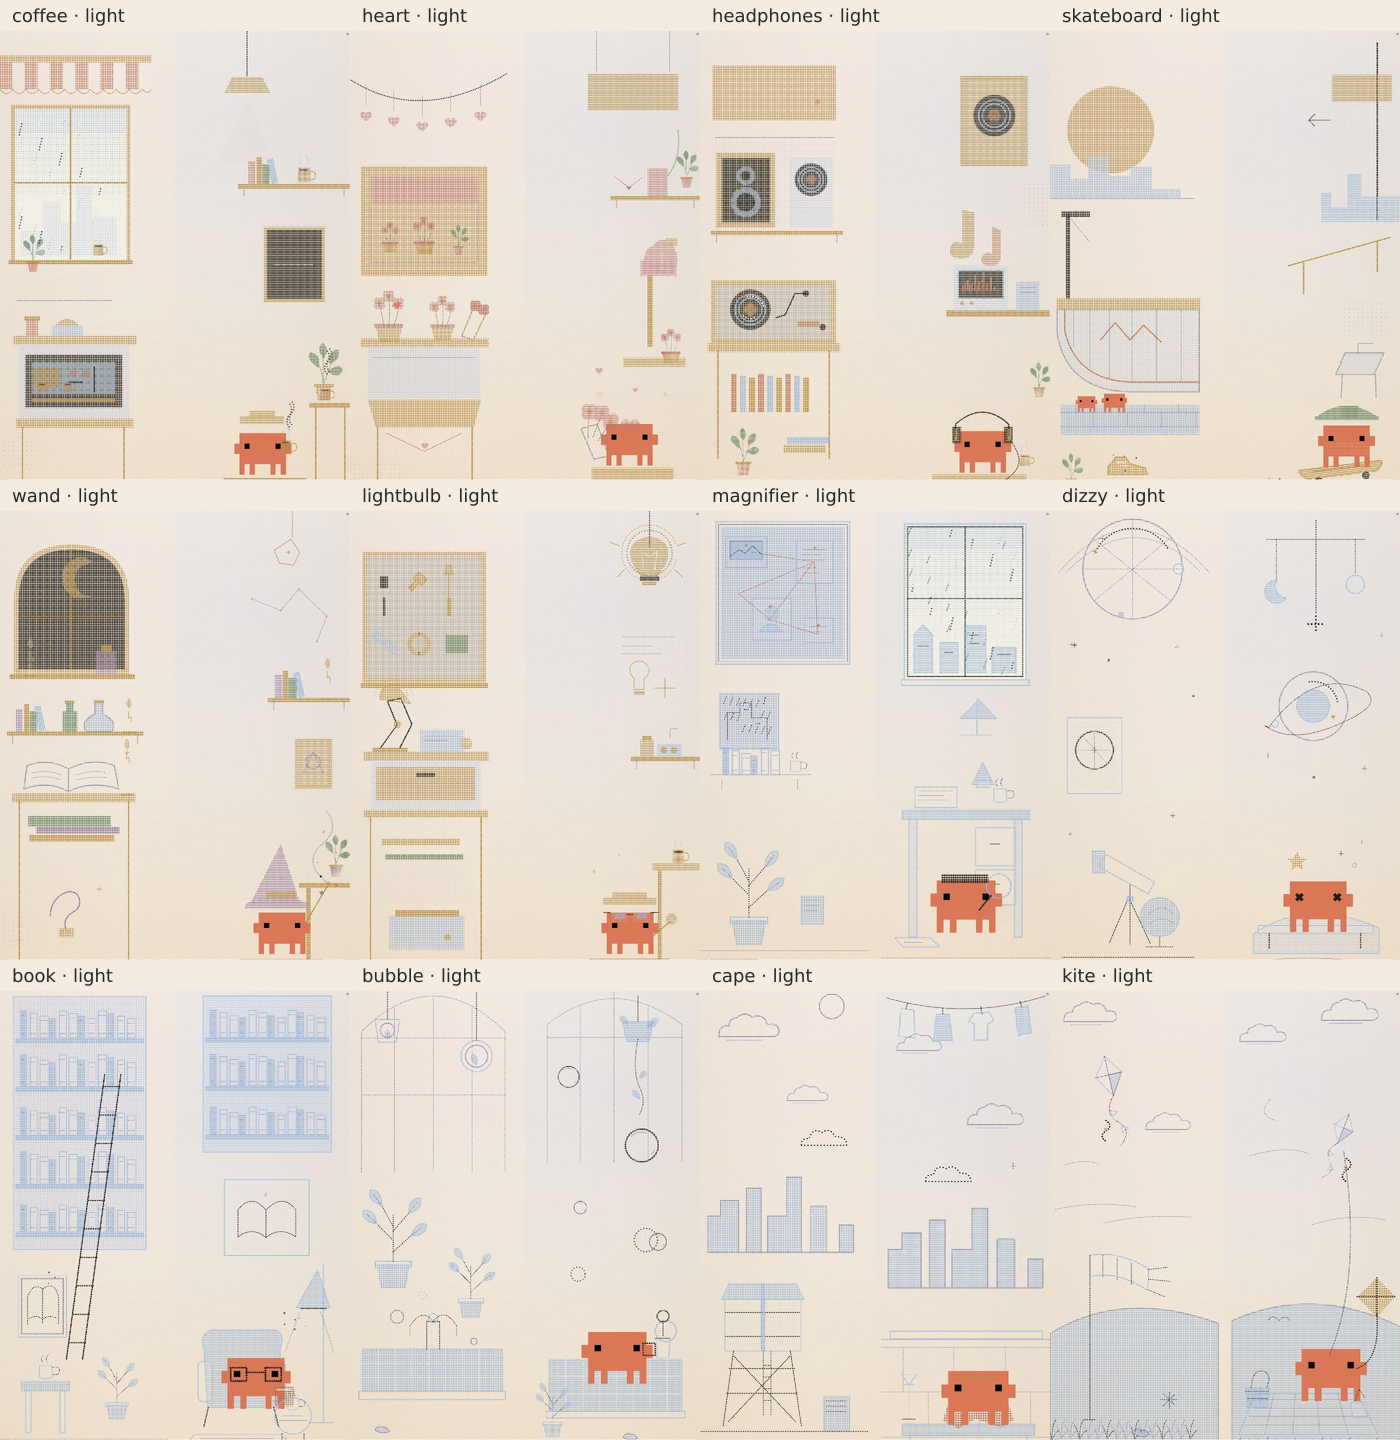 coffee · light
heart · light
headphones · light
skateboard · light
wand · light
lightbulb · light
magnifier · light
dizzy · light
book · light
bubble · light
cape · light
kite · light